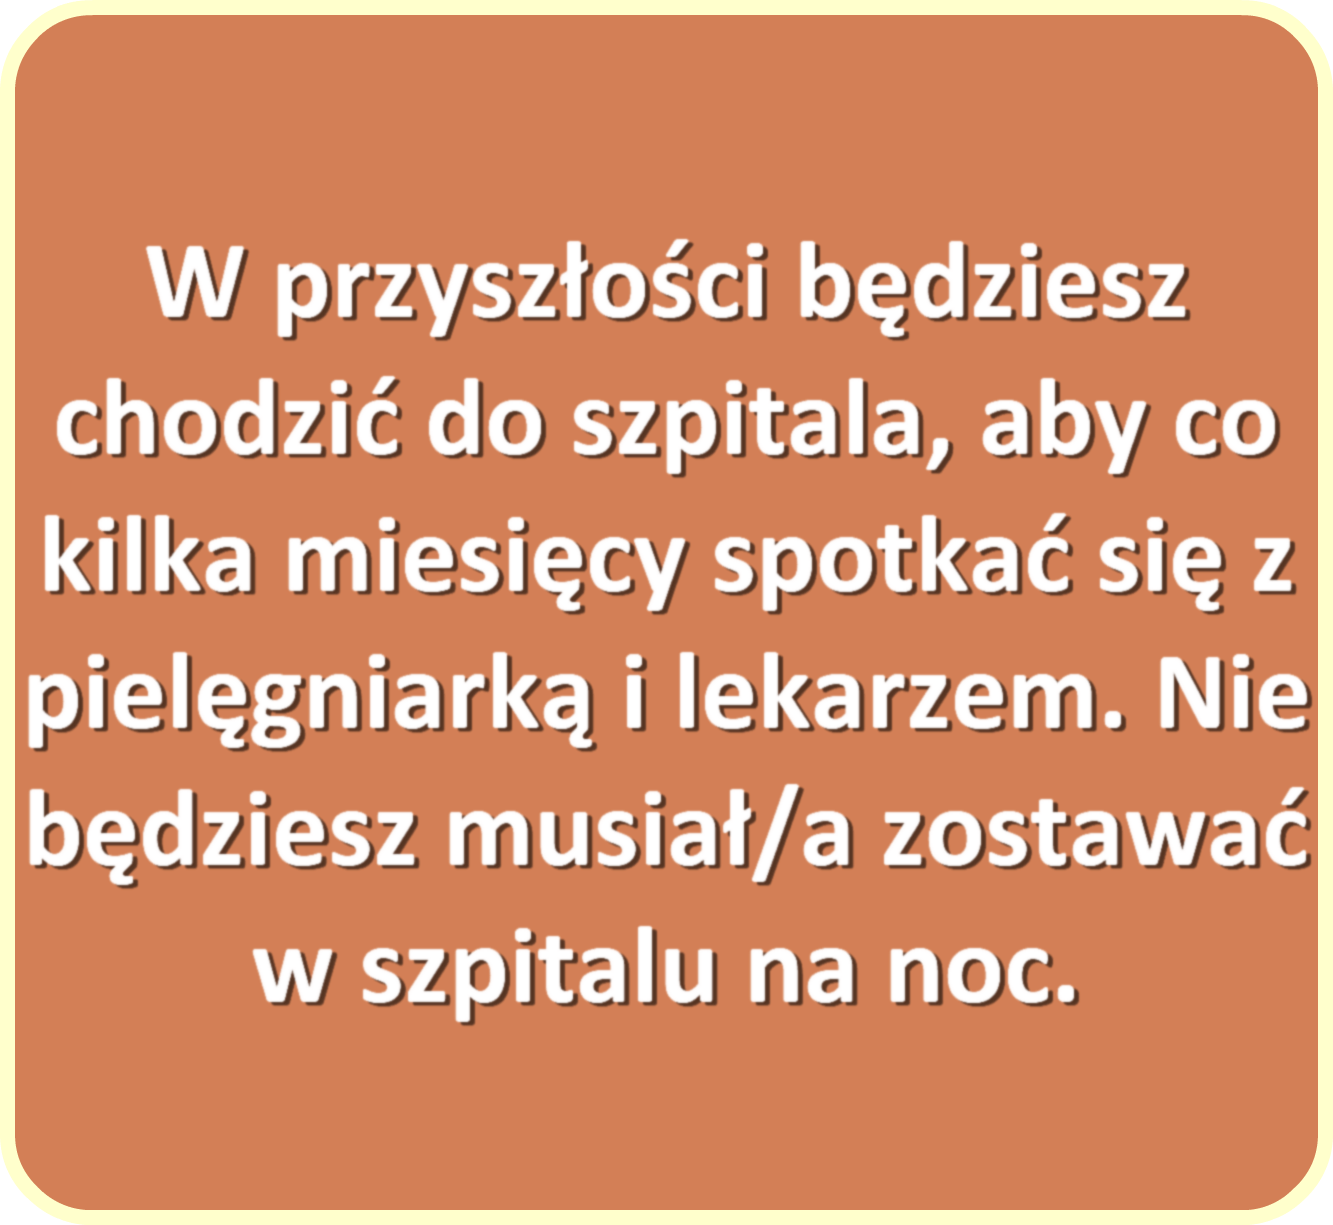 W przyszłości będziesz
chodzić do szpitala, aby co
kilka miesięcy spotkać się z
pielęgniarką i lekarzem. Nie
będziesz musiał/a zostawać
w szpitalu na noc.